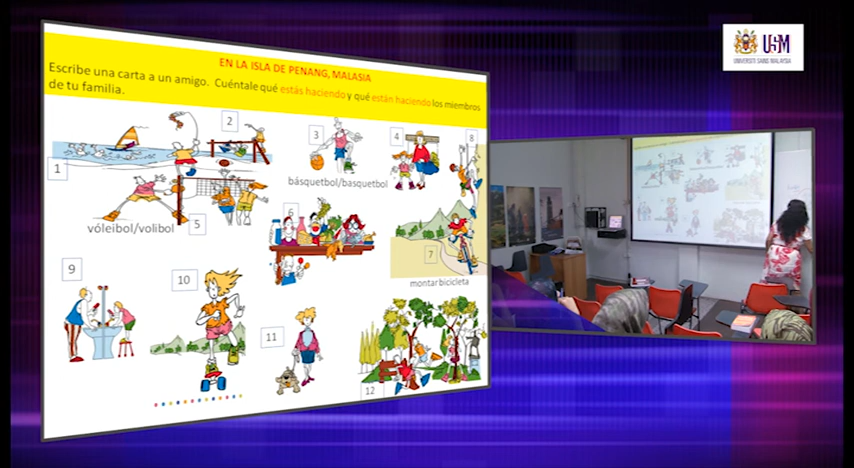 EN LA ISLA DE PENANG, MALASIA
Escribe una carta a un amigo. Cuéntale qué estás haciendo y qué están haciendo los miembros
de tu familia.
1
2
3
4
8
básquetbol/basquetbol
vóleibol/volibol
5
6
7
montar bicicleta
9
10
11
12
USM
UNIVERSITI SAINS MALAYSIA